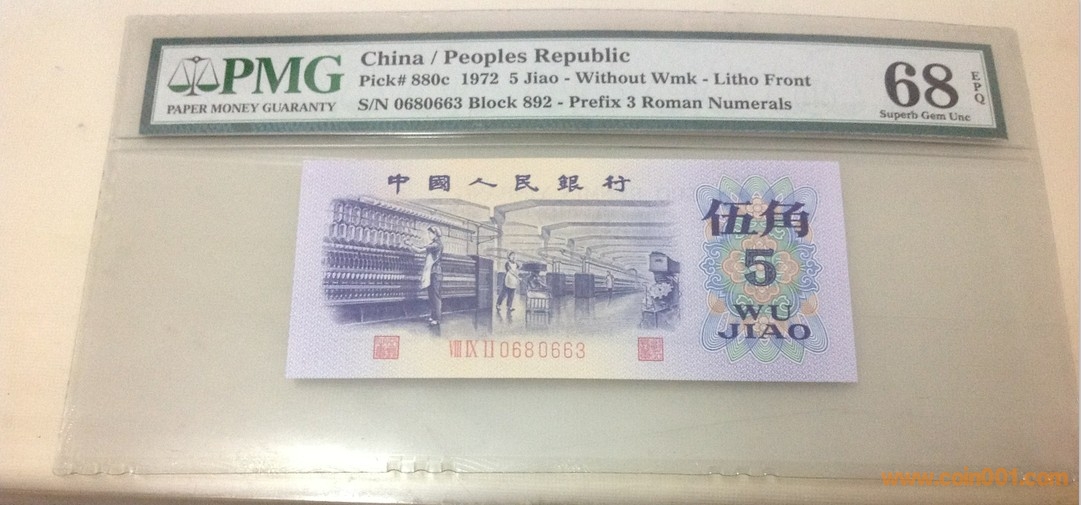 PMG
PAPER MONEY GUARANTY
China / Peoples Republic
Pick# 880c 1972 5 Jiao - Without Wmk - Litho Front
S/N 0680663 Block 892 - Prefix 3 Roman Numerals
68
EPQ
Superb Gem Unc
中國人民銀行
伍角
5
WU
JIAO
VIII IX II 0680663
www.coin001.com